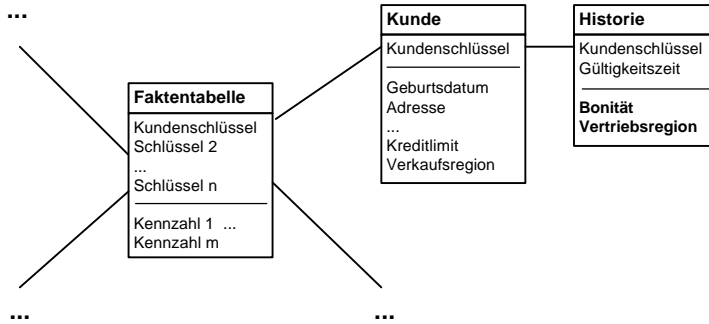 ...
Faktentabelle
Kundenschlüssel
Schlüssel 2
...
Schlüssel n
Kennzahl 1 ...
Kennzahl m
Kunde
Kundenschlüssel
Geburtsdatum
Adresse
...
Kreditlimit
Verkaufsregion
Historie
Kundenschlüssel
Gültigkeitszeit
Bonität
Vertriebsregion
...
...